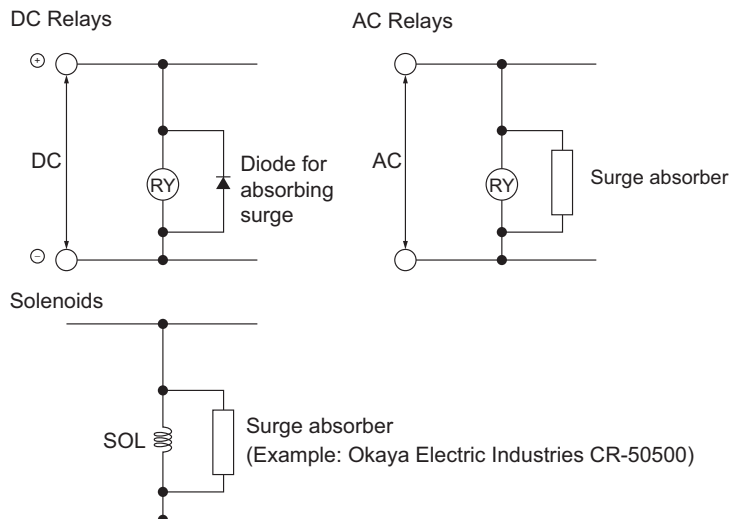 DC Relays
AC Relays
⊕
DC
RY
Diode for
absorbing
surge
⊖
AC
RY
Surge absorber
Solenoids
SOL
Surge absorber
(Example: Okaya Electric Industries CR-50500)